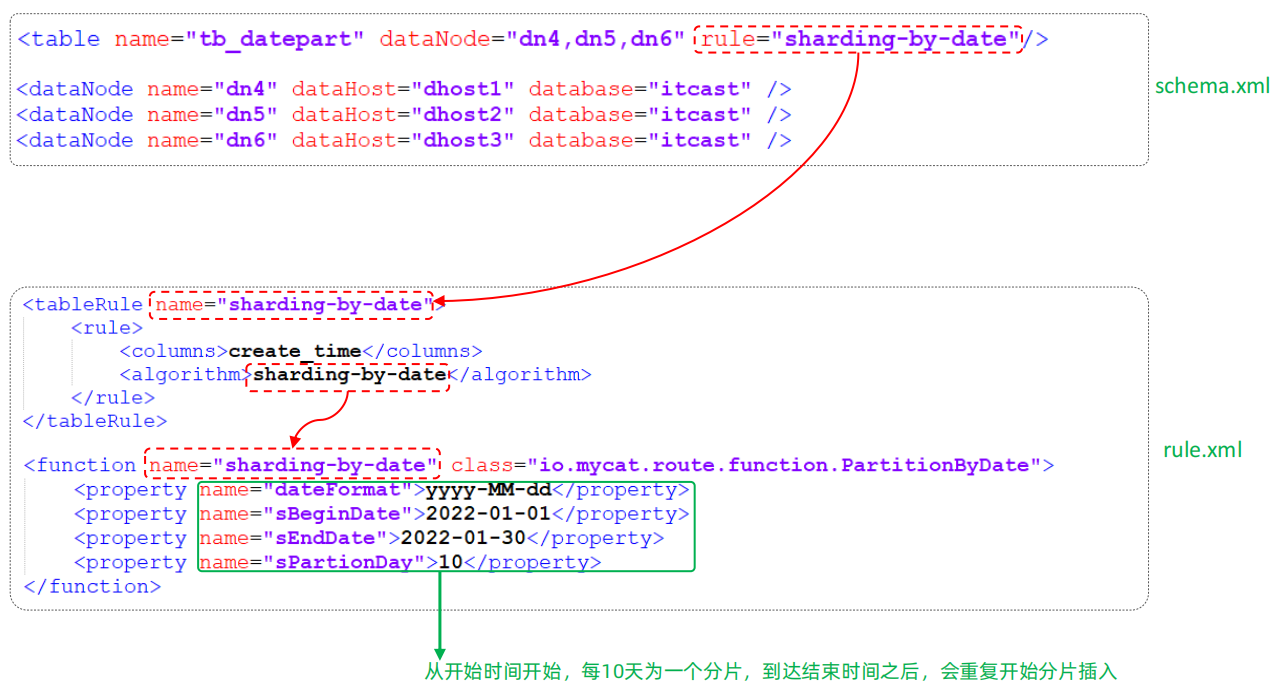 <table name="tb_datepart" dataNode="dn4,dn5,dn6" rule="sharding-by-date"/>
<dataNode name="dn4" dataHost="dhost1" database="itcast" />
<dataNode name="dn5" dataHost="dhost2" database="itcast" />
<dataNode name="dn6" dataHost="dhost3" database="itcast" />
schema.xml
<tableRule name="sharding-by-date">
<rule>
<columns>create_time</columns>
<algorithm>sharding-by-date</algorithm>
</rule>
</tableRule>
<function name="sharding-by-date" class="io.mycat.route.function.PartitionByDate">
<property name="dateFormat">yyyy-MM-dd</property>
<property name="sBeginDate">2022-01-01</property>
<property name="sEndDate">2022-01-30</property>
<property name="sPartionDay">10</property>
</function>
rule.xml
从开始时间开始，每10天为一个分片，到达结束时间之后，会重复开始分片插入